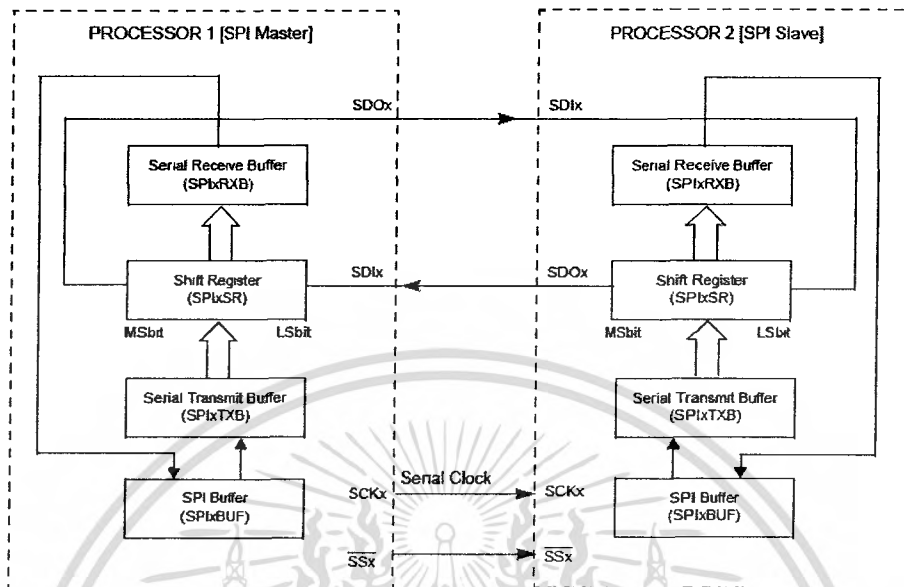 PROCESSOR 1 [SPI Master]
SDOx
Serial Receive Buffer
(SPIxRXB)
Shift Register
(SPIxSR)
SDIx
MSbit
LSbit
Serial Transmit Buffer
(SPIxTXB)
SPI Buffer
(SPIxBUF)
Serial Clock
SCKx
SSx
PROCESSOR 2 [SPI Slave]
SDIx
Serial Receive Buffer
(SPIxRXB)
SDOx
Shift Register
(SPIxSR)
MSbit
LSbit
Serial Transmit Buffer
(SPIxTXB)
SPI Buffer
(SPIxBUF)
SCKx
SSx